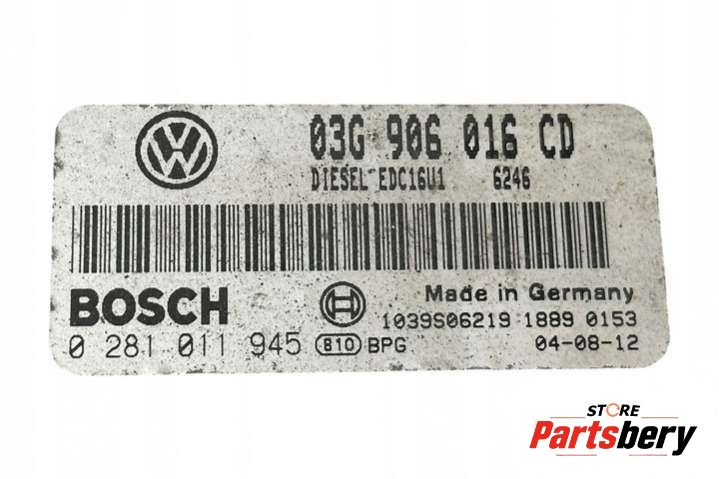 03G 906 016 CD
DIESEL EDC16U1 6246
BOSCH
Made in Germany
1039S06219 1889 0153
0 281 011 945 810 BPG 04-08-12
STORE
Partsbery